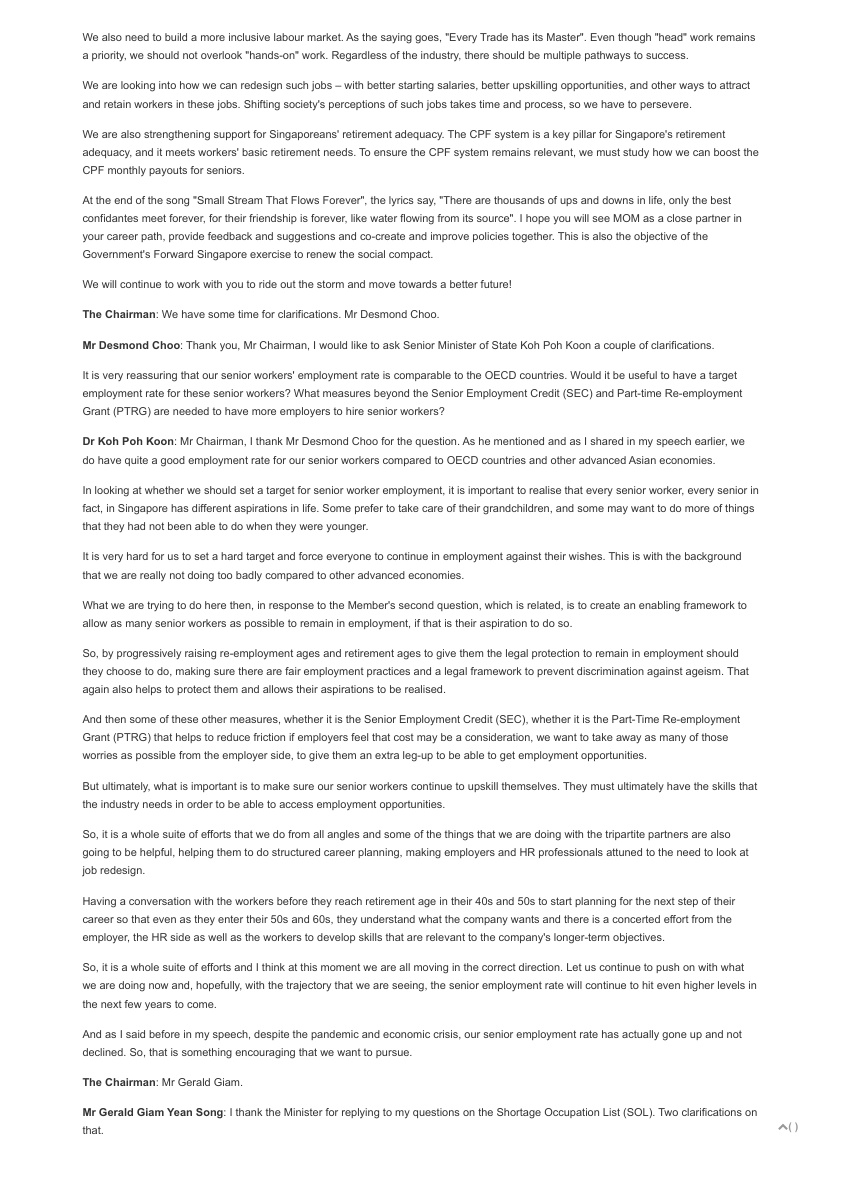 We also need to build a more inclusive labour market. As the saying goes, "Every Trade has its Master". Even though "head" work remains
a priority, we should not overlook "hands-on" work. Regardless of the industry, there should be multiple pathways to success.
We are looking into how we can redesign such jobs – with better starting salaries, better upskilling opportunities, and other ways to attract
and retain workers in these jobs. Shifting society's perceptions of such jobs takes time and process, so we have to persevere.
We are also strengthening support for Singaporeans' retirement adequacy. The CPF system is a key pillar for Singapore's retirement
adequacy, and it meets workers' basic retirement needs. To ensure the CPF system remains relevant, we must study how we can boost the
CPF monthly payouts for seniors.
At the end of the song "Small Stream That Flows Forever", the lyrics say, "There are thousands of ups and downs in life, only the best
confidantes meet forever, for their friendship is forever, like water flowing from its source". I hope you will see MOM as a close partner in
your career path, provide feedback and suggestions and co-create and improve policies together. This is also the objective of the
Government's Forward Singapore exercise to renew the social compact.
We will continue to work with you to ride out the storm and move towards a better future!
The Chairman: We have some time for clarifications. Mr Desmond Choo.
Mr Desmond Choo: Thank you, Mr Chairman, I would like to ask Senior Minister of State Koh Poh Koon a couple of clarifications.
It is very reassuring that our senior workers' employment rate is comparable to the OECD countries. Would it be useful to have a target
employment rate for these senior workers? What measures beyond the Senior Employment Credit (SEC) and Part-time Re-employment
Grant (PTRG) are needed to have more employers to hire senior workers?
Dr Koh Poh Koon: Mr Chairman, I thank Mr Desmond Choo for the question. As he mentioned and as I shared in my speech earlier, we
do have quite a good employment rate for our senior workers compared to OECD countries and other advanced Asian economies.
In looking at whether we should set a target for senior worker employment, it is important to realise that every senior worker, every senior in
fact, in Singapore has different aspirations in life. Some prefer to take care of their grandchildren, and some may want to do more of things
that they had not been able to do when they were younger.
It is very hard for us to set a hard target and force everyone to continue in employment against their wishes. This is with the background
that we are really not doing too badly compared to other advanced economies.
What we are trying to do here then, in response to the Member's second question, which is related, is to create an enabling framework to
allow as many senior workers as possible to remain in employment, if that is their aspiration to do so.
So, by progressively raising re-employment ages and retirement ages to give them the legal protection to remain in employment should
they choose to do, making sure there are fair employment practices and a legal framework to prevent discrimination against ageism. That
again also helps to protect them and allows their aspirations to be realised.
And then some of these other measures, whether it is the Senior Employment Credit (SEC), whether it is the Part-Time Re-employment
Grant (PTRG) that helps to reduce friction if employers feel that cost may be a consideration, we want to take away as many of those
worries as possible from the employer side, to give them an extra leg-up to be able to get employment opportunities.
But ultimately, what is important is to make sure our senior workers continue to upskill themselves. They must ultimately have the skills that
the industry needs in order to be able to access employment opportunities.
So, it is a whole suite of efforts that we do from all angles and some of the things that we are doing with the tripartite partners are also
going to be helpful, helping them to do structured career planning, making employers and HR professionals attuned to the need to look at
job redesign.
Having a conversation with the workers before they reach retirement age in their 40s and 50s to start planning for the next step of their
career so that even as they enter their 50s and 60s, they understand what the company wants and there is a concerted effort from the
employer, the HR side as well as the workers to develop skills that are relevant to the company's longer-term objectives.
So, it is a whole suite of efforts and I think at this moment we are all moving in the correct direction. Let us continue to push on with what
we are doing now and, hopefully, with the trajectory that we are seeing, the senior employment rate will continue to hit even higher levels in
the next few years to come.
And as I said before in my speech, despite the pandemic and economic crisis, our senior employment rate has actually gone up and not
declined. So, that is something encouraging that we want to pursue.
The Chairman: Mr Gerald Giam.
Mr Gerald Giam Yean Song: I thank the Minister for replying to my questions on the Shortage Occupation List (SOL). Two clarifications on
that.
( )